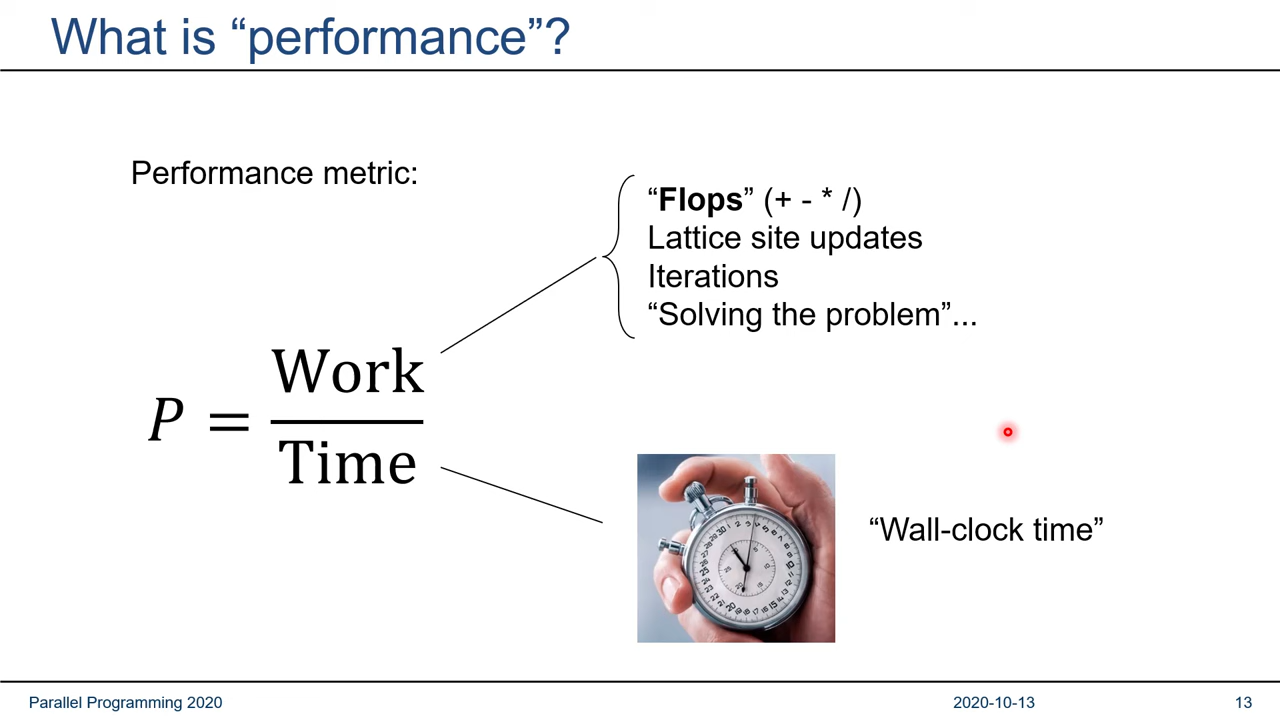 What is “performance”?
Performance metric:
“Flops” (+ - * /)
Lattice site updates
Iterations
“Solving the problem”...
P = Work
Time
“Wall-clock time”
Parallel Programming 2020
2020-10-13
13